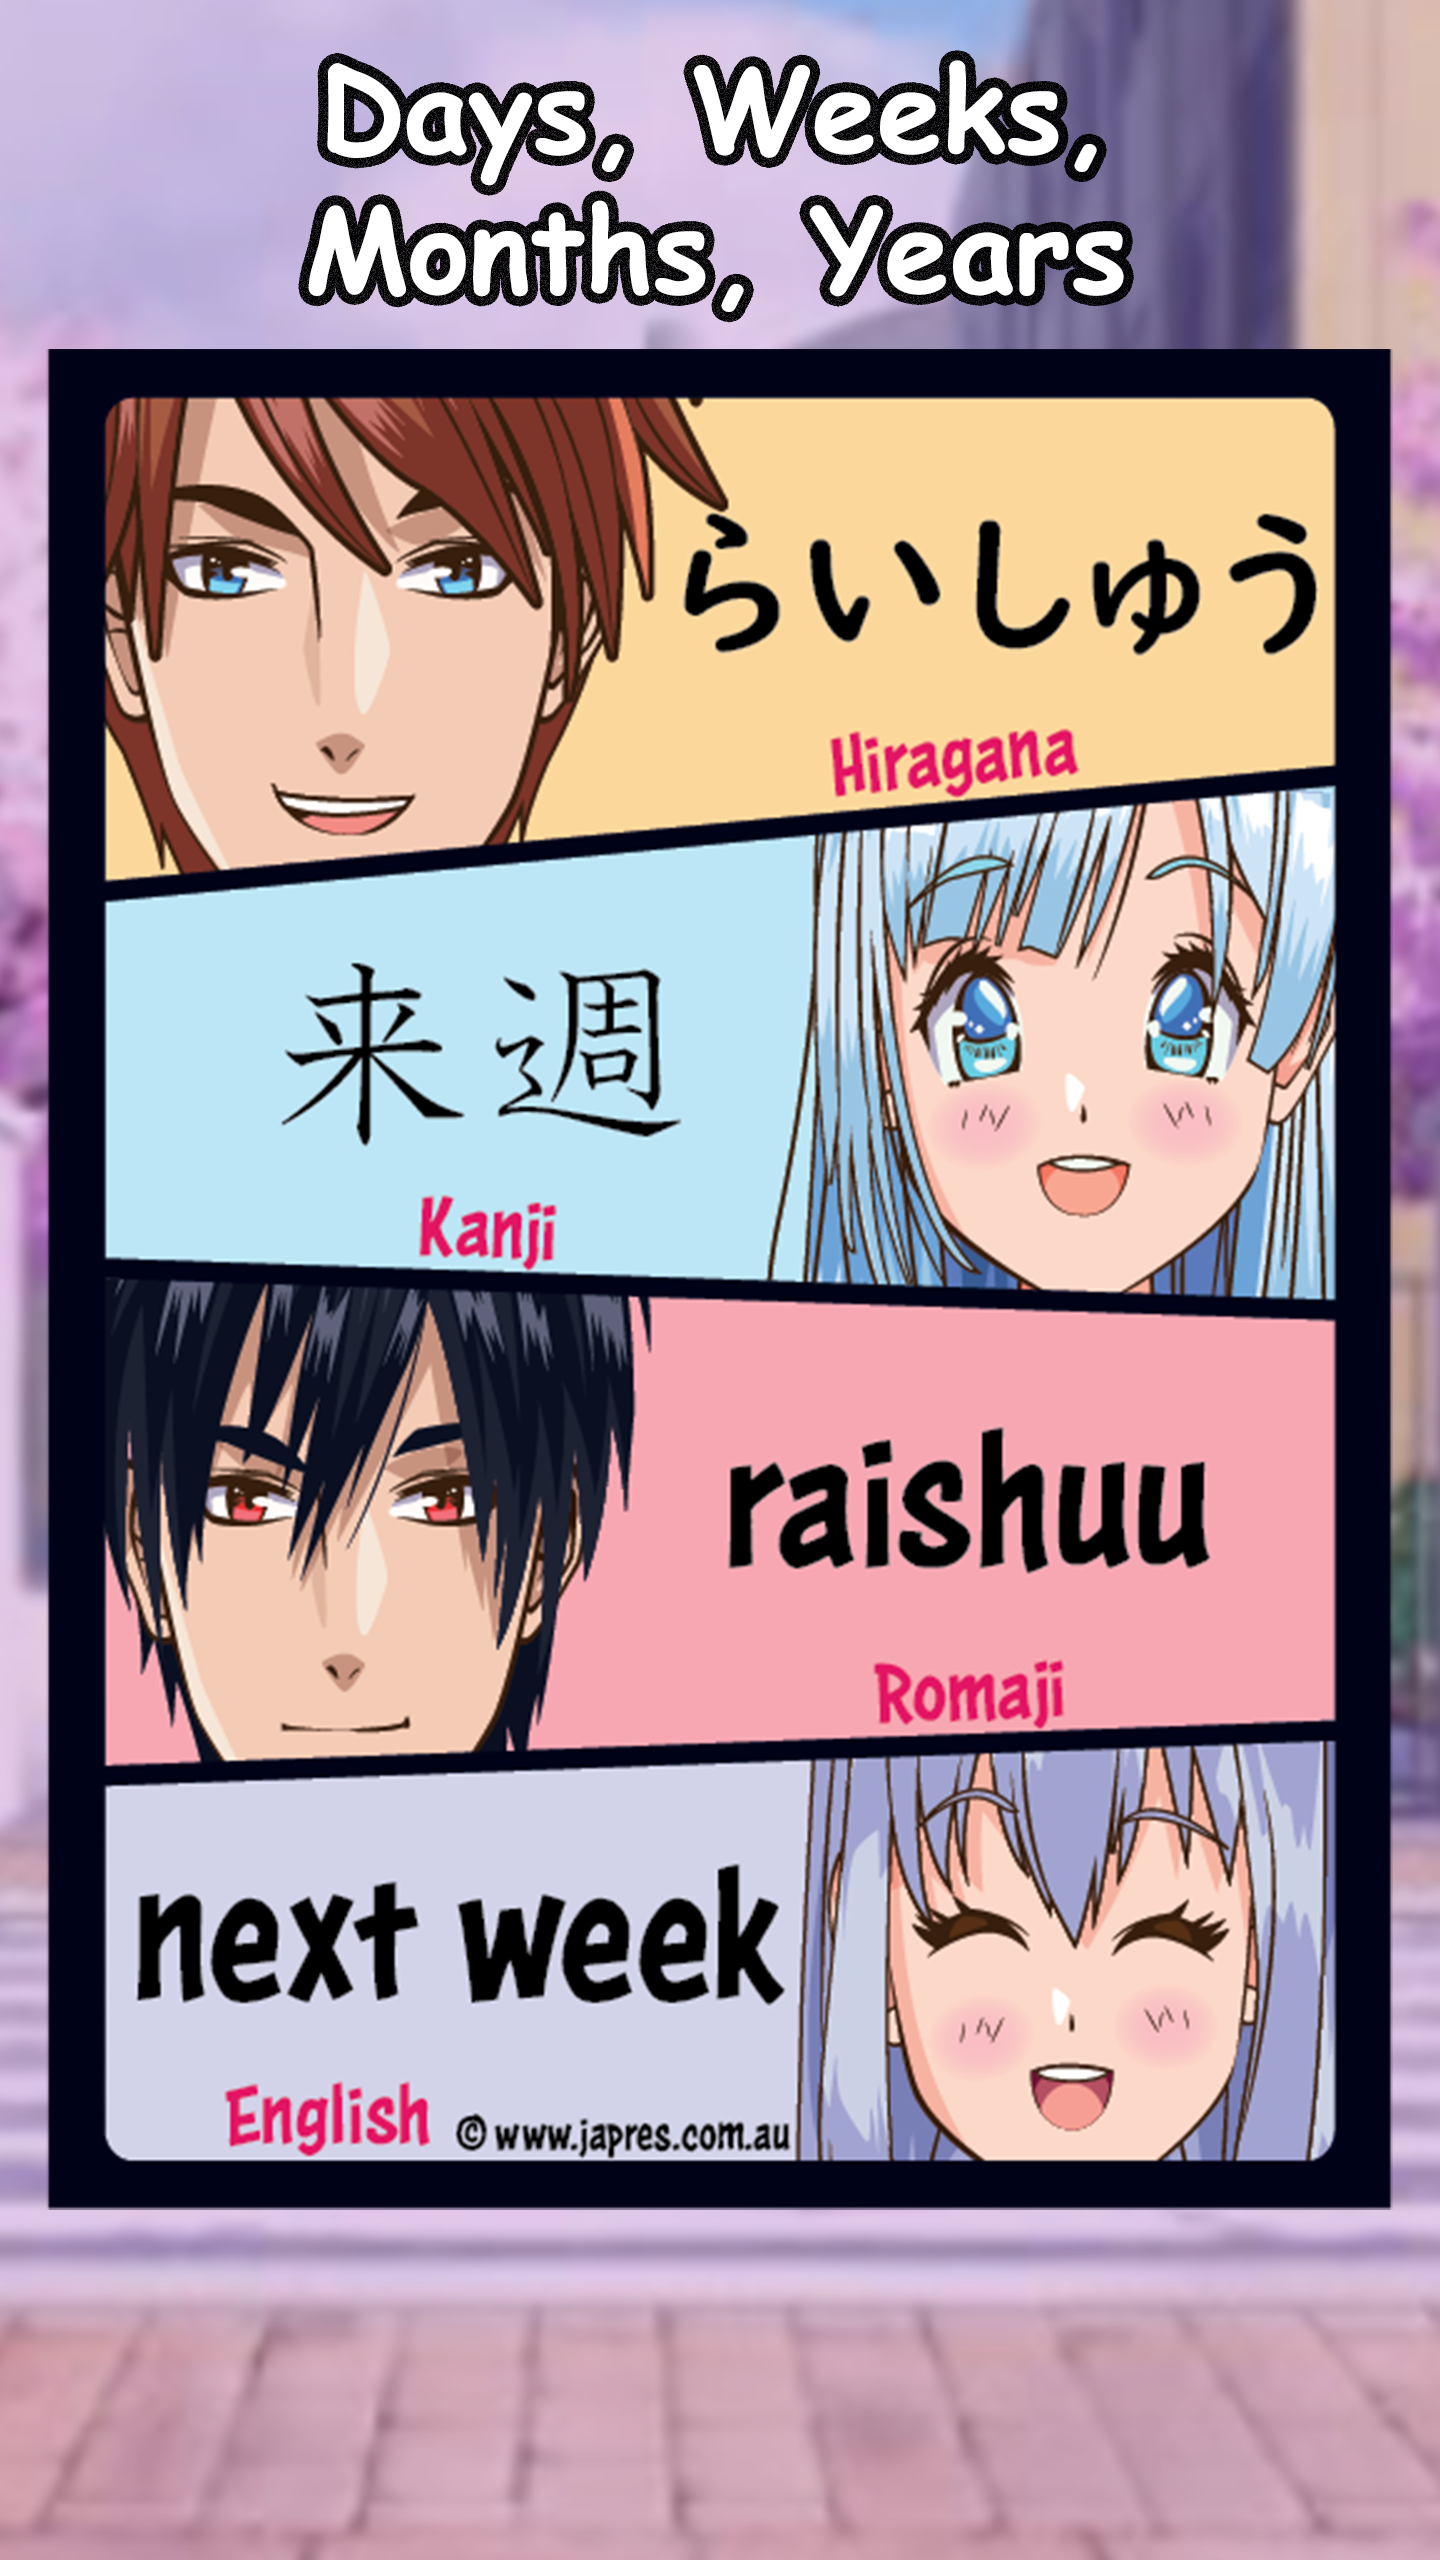 Days, Weeks,
Months, Years
らいしゅう
Hiragana
来週
Kanji
raishuu
Romaji
next week
English
© www.japres.com.au